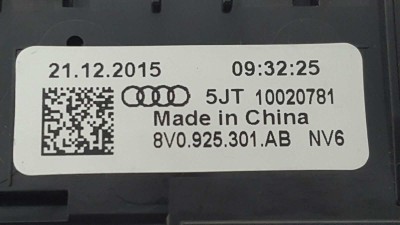 21.12.2015 09:32:25
5JT 10020781
Made in China
8V0.925.301.AB NV6